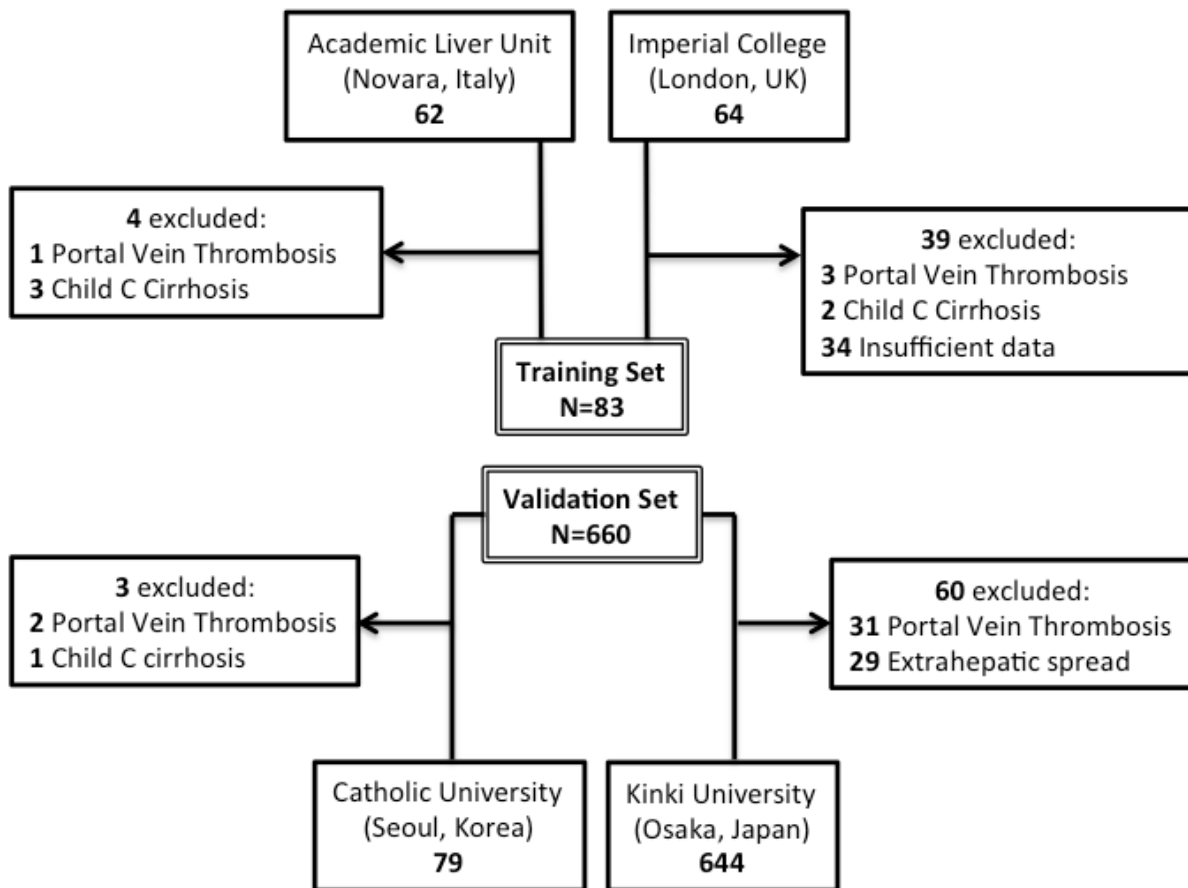 Academic Liver Unit
(Novara, Italy)
62
Imperial College
(London, UK)
64
4 excluded:
1 Portal Vein Thrombosis
3 Child C Cirrhosis
39 excluded:
3 Portal Vein Thrombosis
2 Child C Cirrhosis
34 Insufficient data
Training Set
N=83
Validation Set
N=660
3 excluded:
2 Portal Vein Thrombosis
1 Child C cirrhosis
60 excluded:
31 Portal Vein Thrombosis
29 Extrahepatic spread
Catholic University
(Seoul, Korea)
79
Kinki University
(Osaka, Japan)
644